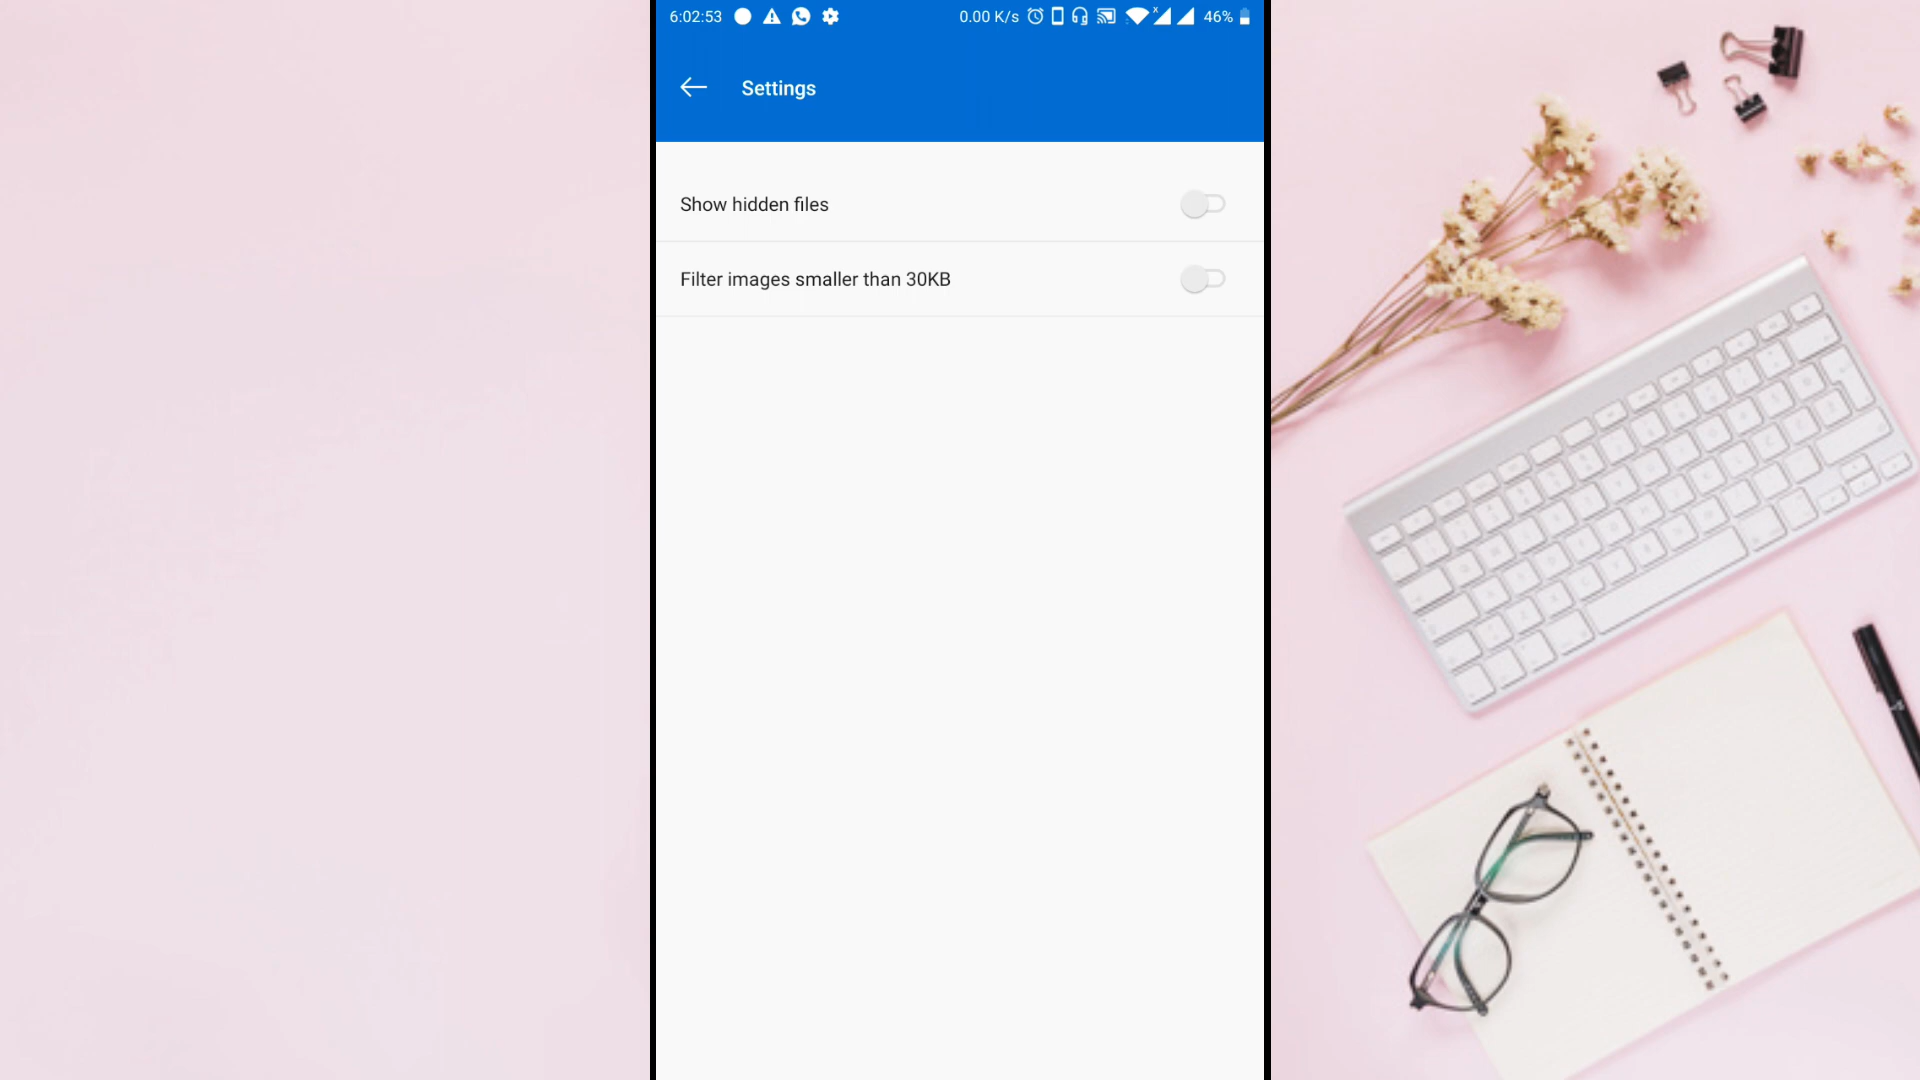 6:02:53
0.00 K/s x 46%
Settings
Show hidden files
Filter images smaller than 30KB